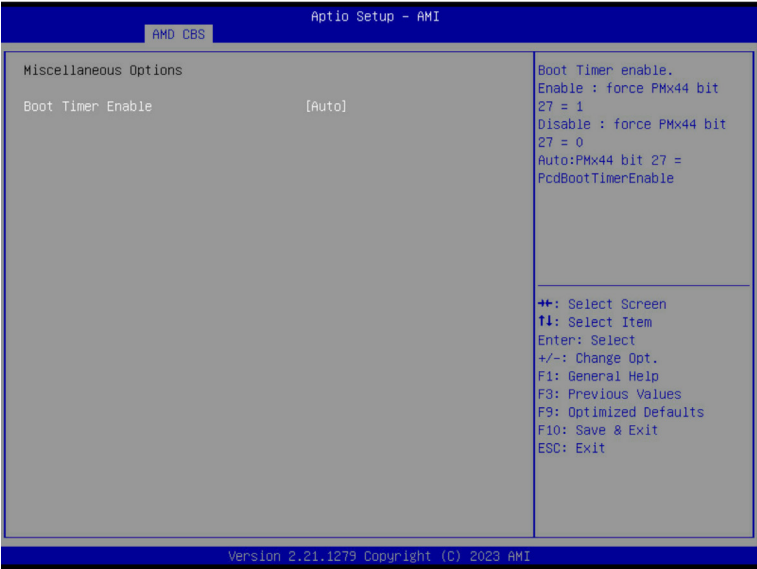 Aptio Setup – AMI
AMD CBS
Miscellaneous Options
Boot Timer Enable [Auto]
Boot Timer enable.
Enable : force PMx44 bit
27 = 1
Disable : force PMx44 bit
27 = 0
Auto:PMx44 bit 27 =
PcdBootTimerEnable
→←: Select Screen
↑↓: Select Item
Enter: Select
+/-: Change Opt.
F1: General Help
F3: Previous Values
F9: Optimized Defaults
F10: Save & Exit
ESC: Exit
Version 2.21.1279 Copyright (C) 2023 AMI